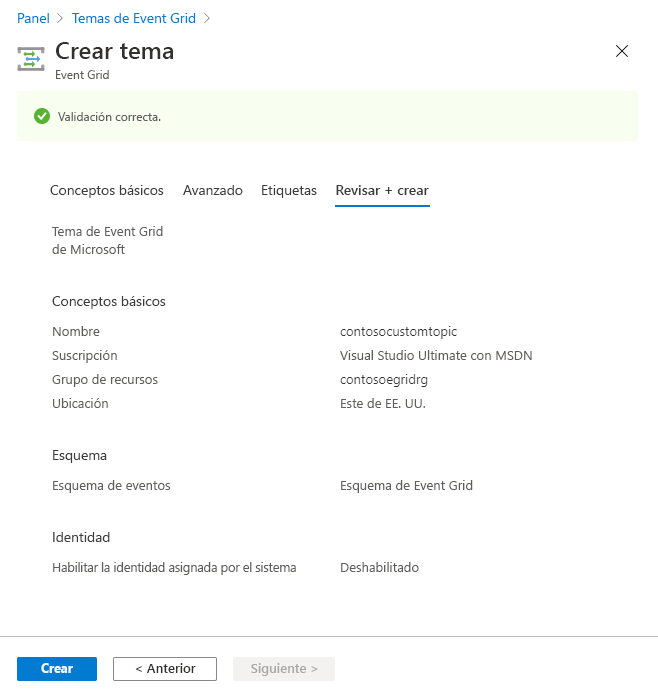 Panel > Temas de Event Grid >
Crear tema
Event Grid
Validación correcta.
Conceptos básicos Avanzado Etiquetas Revisar + crear
Tema de Event Grid
de Microsoft
Conceptos básicos
Nombre contosocustomtopic
Suscripción Visual Studio Ultimate con MSDN
Grupo de recursos contosoegridrg
Ubicación Este de EE. UU.
Esquema
Esquema de eventos Esquema de Event Grid
Identidad
Habilitar la identidad asignada por el sistema Deshabilitado
Crear < Anterior Siguiente >